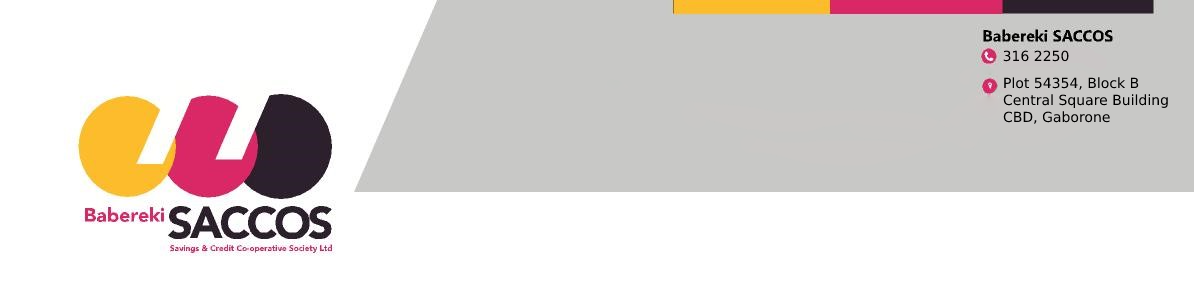 Babereki SACCOS
316 2250
Plot 54354, Block B
Central Square Building
CBD, Gaborone
Babereki SACCOS
Savings & Credit Co-operative Society Ltd